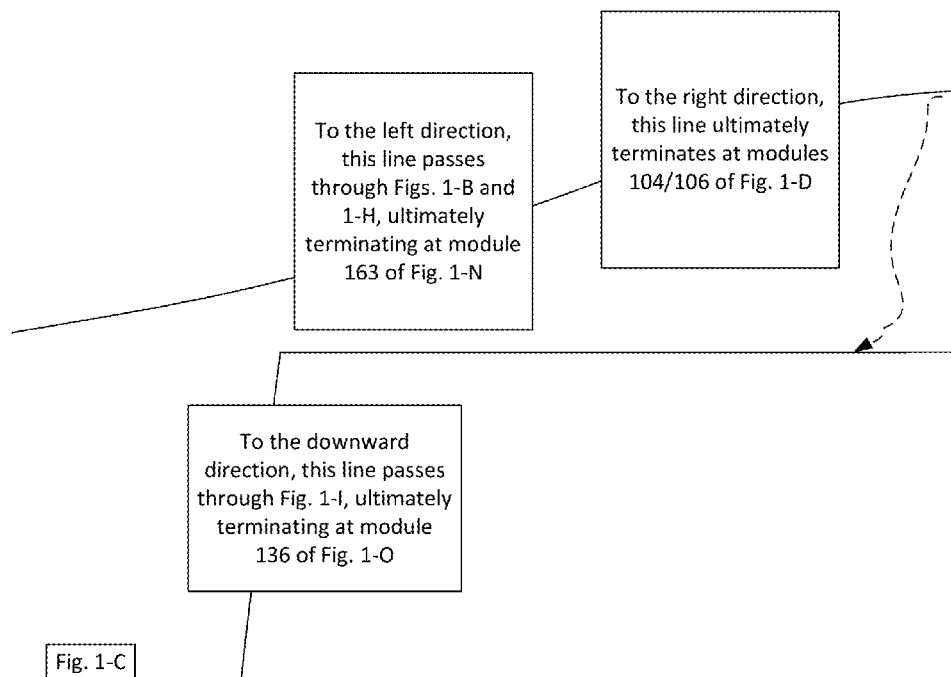 To the left direction,
this line passes
through Figs. 1-B and
1-H, ultimately
terminating at module
163 of Fig. 1-N
To the right direction,
this line ultimately
terminates at modules
104/106 of Fig. 1-D
To the downward
direction, this line passes
through Fig. 1-I, ultimately
terminating at module
136 of Fig. 1-O
Fig. 1-C